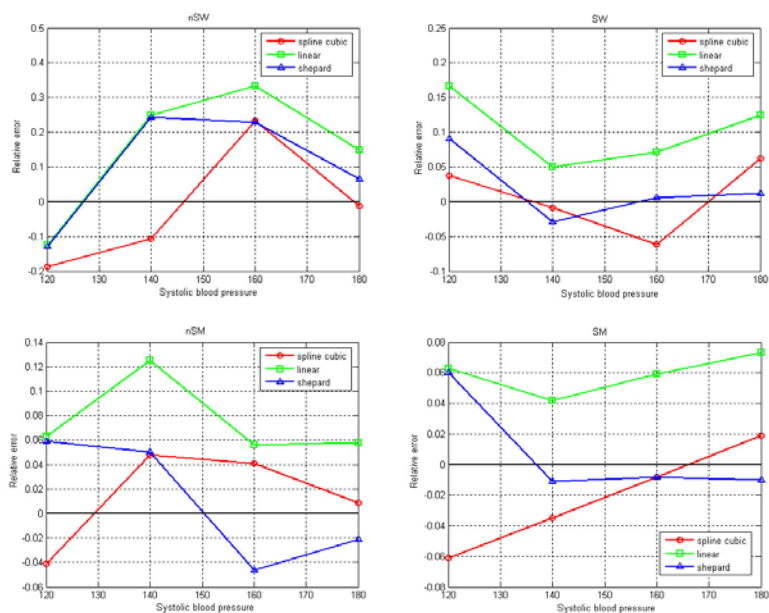 nSW
0.5
0.4
0.3
0.2
0.1
0
-0.1
-0.2
Relative error
spline cubic
linear
shepard
120 130 140 150 160 170 180
Systolic blood pressure
SW
0.25
0.2
0.15
0.1
0.05
0
-0.05
-0.1
Relative error
spline cubic
linear
shepard
120 130 140 150 160 170 180
Systolic blood pressure
nSM
0.14
0.12
0.1
0.08
0.06
0.04
0.02
0
-0.02
-0.04
-0.06
Relative error
spline cubic
linear
shepard
120 130 140 150 160 170 180
Systolic blood pressure
SM
0.08
0.06
0.04
0.02
0
-0.02
-0.04
-0.06
-0.08
Relative error
spline cubic
linear
shepard
120 130 140 150 160 170 180
Systolic blood pressure